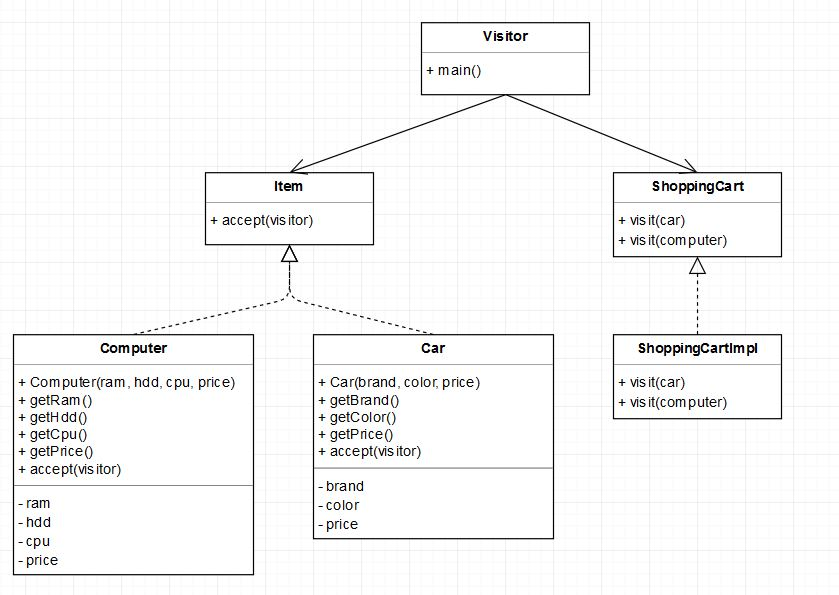 Visitor
+ main()
Item
+ accept(visitor)
ShoppingCart
+ visit(car)
+ visit(computer)
Computer
+ Computer(ram, hdd, cpu, price)
+ getRam()
+ getHdd()
+ getCpu()
+ getPrice()
+ accept(visitor)
- ram
- hdd
- cpu
- price
Car
+ Car(brand, color, price)
+ getBrand()
+ getColor()
+ getPrice()
+ accept(visitor)
- brand
- color
- price
ShoppingCartImpl
+ visit(car)
+ visit(computer)